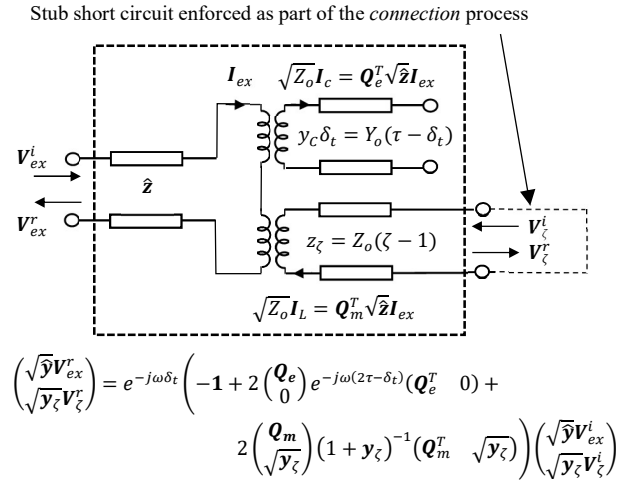 Stub short circuit enforced as part of the connection process
I_ex √Z_o I_c = Q_e^T √ẑ I_ex
y_c δ_t = Y_o(τ − δ_t)
V_ex^i
ẑ
V_ex^r
V_ζ^i
z_ζ = Z_o(ζ − 1)
V_ζ^r
√Z_o I_L = Q_m^T √ẑ I_ex
(√ŷ V_ex^r
√y_ζ V_ζ^r) = e^{−jωδ_t} (−1 + 2 (Q_e
0) e^{−jω(2τ−δ_t)} (Q_e^T 0) +
2 (Q_m
√y_ζ) (1 + y_ζ)^{−1} (Q_m^T √y_ζ)) (√ŷ V_ex^i
√y_ζ V_ζ^i)